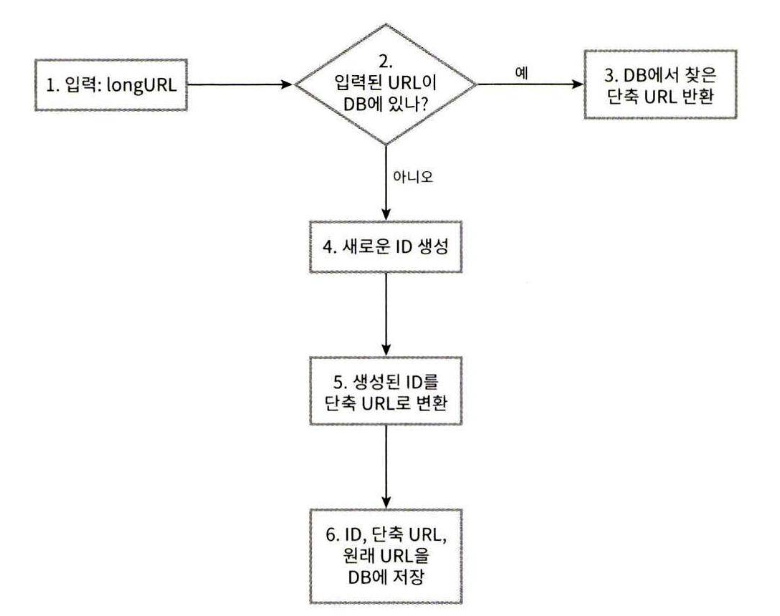 1. 입력: longURL
2.
입력된 URL이
DB에 있나?
예
3. DB에서 찾은
단축 URL 반환
아니오
4. 새로운 ID 생성
5. 생성된 ID를
단축 URL로 변환
6. ID, 단축 URL,
원래 URL을
DB에 저장